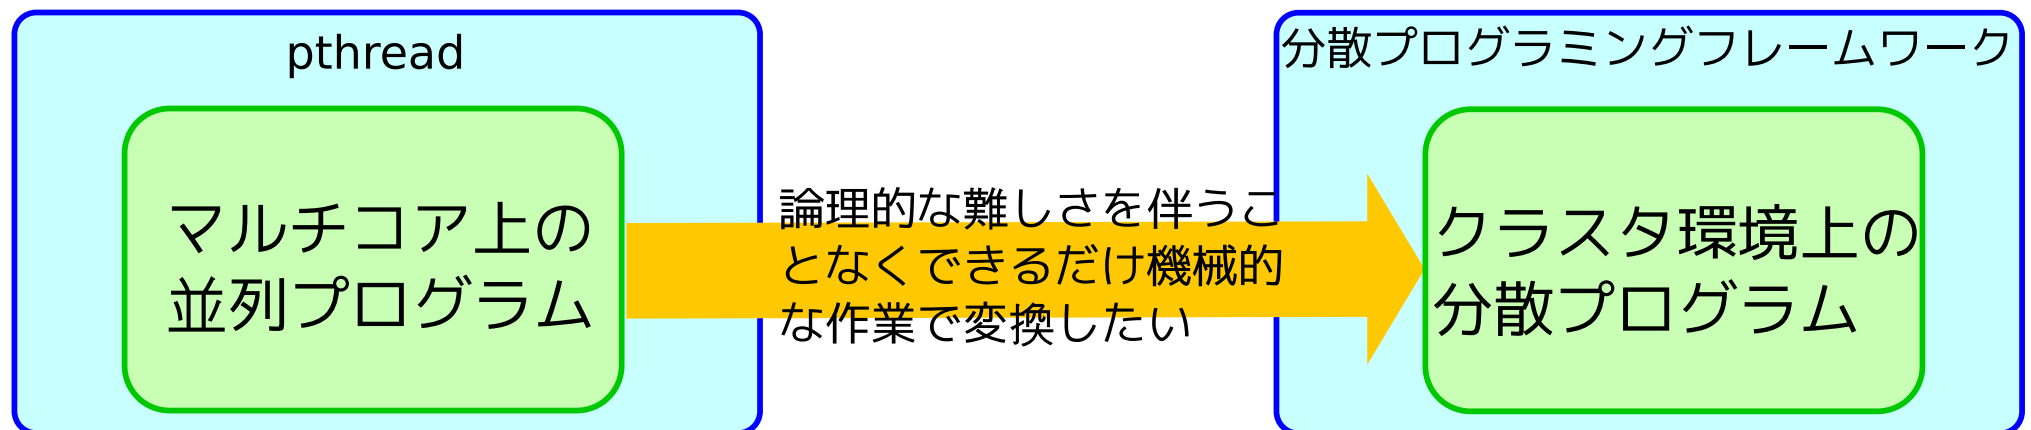 pthread
マルチコア上の
並列プログラム
論理的な難しさを伴うこ
となくできるだけ機械的
な作業で変換したい
分散プログラミングフレームワーク
クラスタ環境上の
分散プログラム